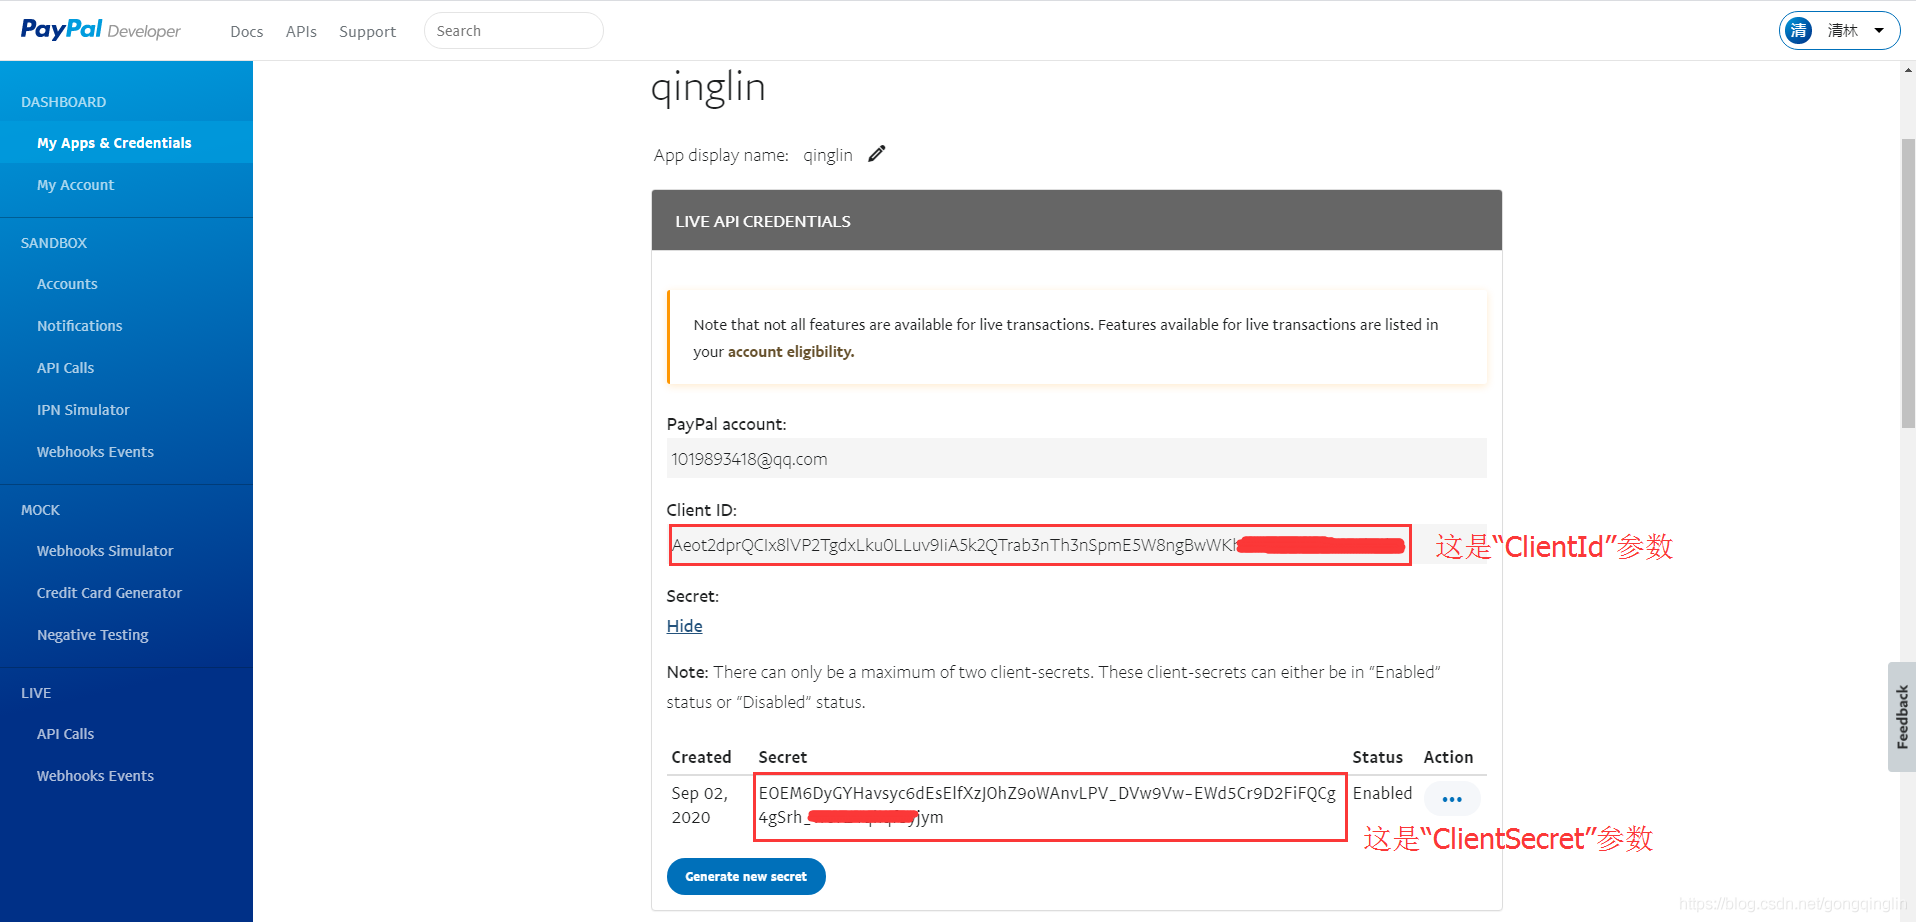 PayPal Developer
Docs APIs Support Search
清 清林
DASHBOARD
My Apps & Credentials
My Account
SANDBOX
Accounts
Notifications
API Calls
IPN Simulator
Webhooks Events
MOCK
Webhooks Simulator
Credit Card Generator
Negative Testing
LIVE
API Calls
Webhooks Events
qinglin
App display name: qinglin
LIVE API CREDENTIALS
Note that not all features are available for live transactions. Features available for live transactions are listed in
your account eligibility.
PayPal account:
1019893418@qq.com
Client ID:
Aeot2dprQCIx8lVP2TgdxLku0LLuv9IiA5k2QTrab3nTh3nSpmE5W8ngBwWK
这是“ClientId”参数
Secret:
Hide
Note: There can only be a maximum of two client-secrets. These client-secrets can either be in “Enabled”
status or “Disabled” status.
Created Secret Status Action
Sep 02, EOEM6DyGYHavsyc6dEsElfXzJ0hZ9oWAnvLPV_DVw9Vw-EWd5Cr9D2FiFQCg Enabled
2020 4gSrh_ jym
这是“ClientSecret”参数
Generate new secret
Feedback
https://blog.csdn.net/gongqinglin